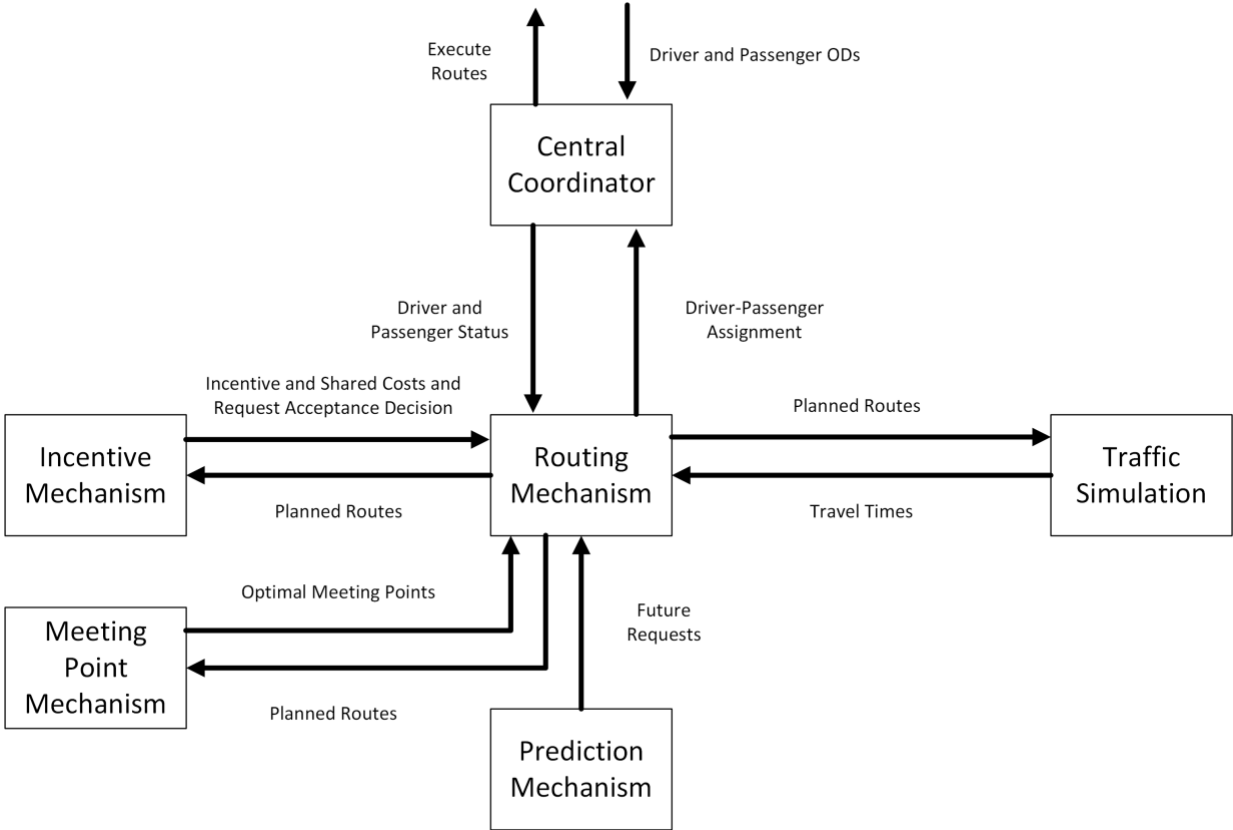 Execute
Routes
Driver and Passenger ODs
Central
Coordinator
Driver and
Passenger Status
Driver-Passenger
Assignment
Incentive and Shared Costs and
Request Acceptance Decision
Planned Routes
Incentive
Mechanism
Routing
Mechanism
Traffic
Simulation
Planned Routes
Travel Times
Optimal Meeting Points
Future
Requests
Meeting
Point
Mechanism
Planned Routes
Prediction
Mechanism